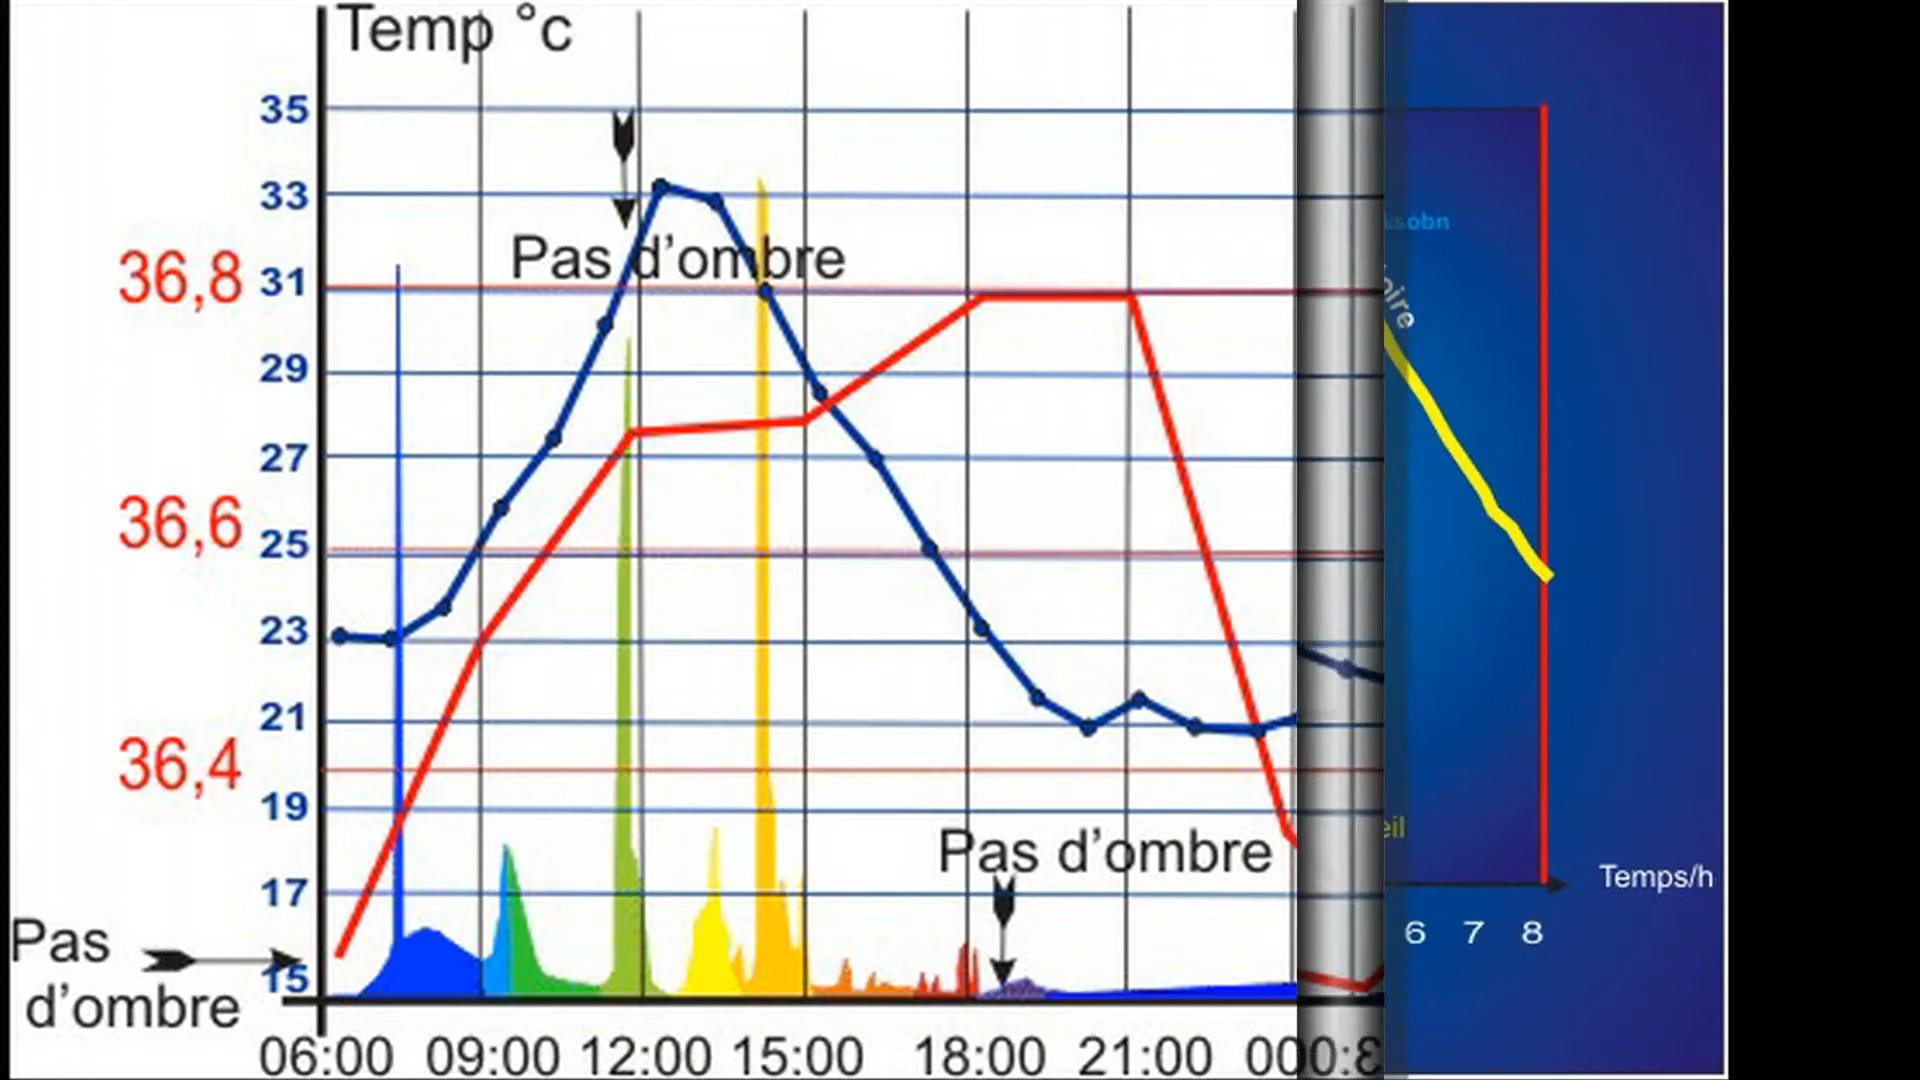 Temp °c
35
33
Pas d’ombre
36,8 31
29
27
36,6 25
23
21
36,4
19
Pas d’ombre
17
Pas
d’ombre
15
06:00 09:00 12:00 15:00 18:00 21:00
Temps/h
6 7 8